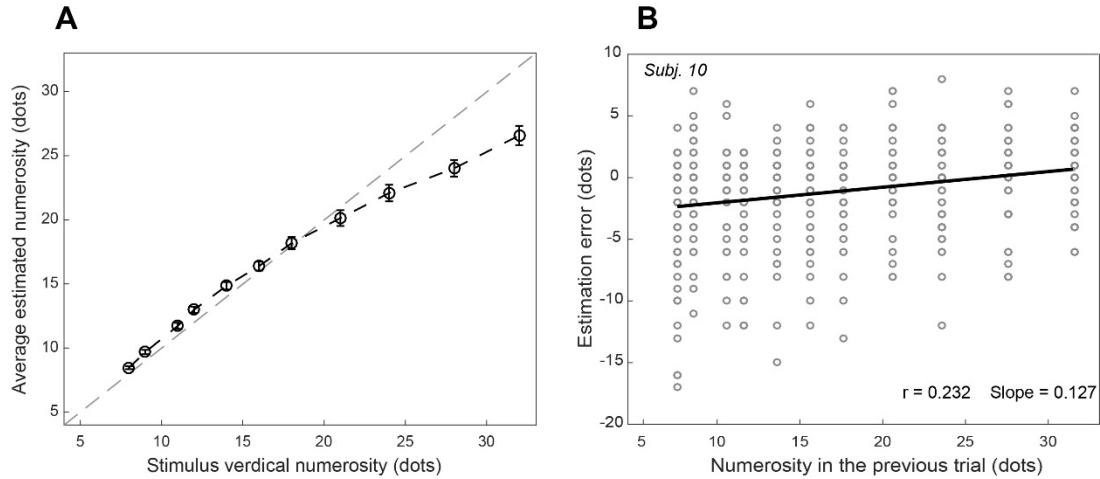 A
B
Average estimated numerosity (dots)
30
25
20
15
10
5
5 10 15 20 25 30
Stimulus verdical numerosity (dots)
Estimation error (dots)
10
5
0
-5
-10
-15
-20
Subj. 10
r = 0.232 Slope = 0.127
5 10 15 20 25 30
Numerosity in the previous trial (dots)